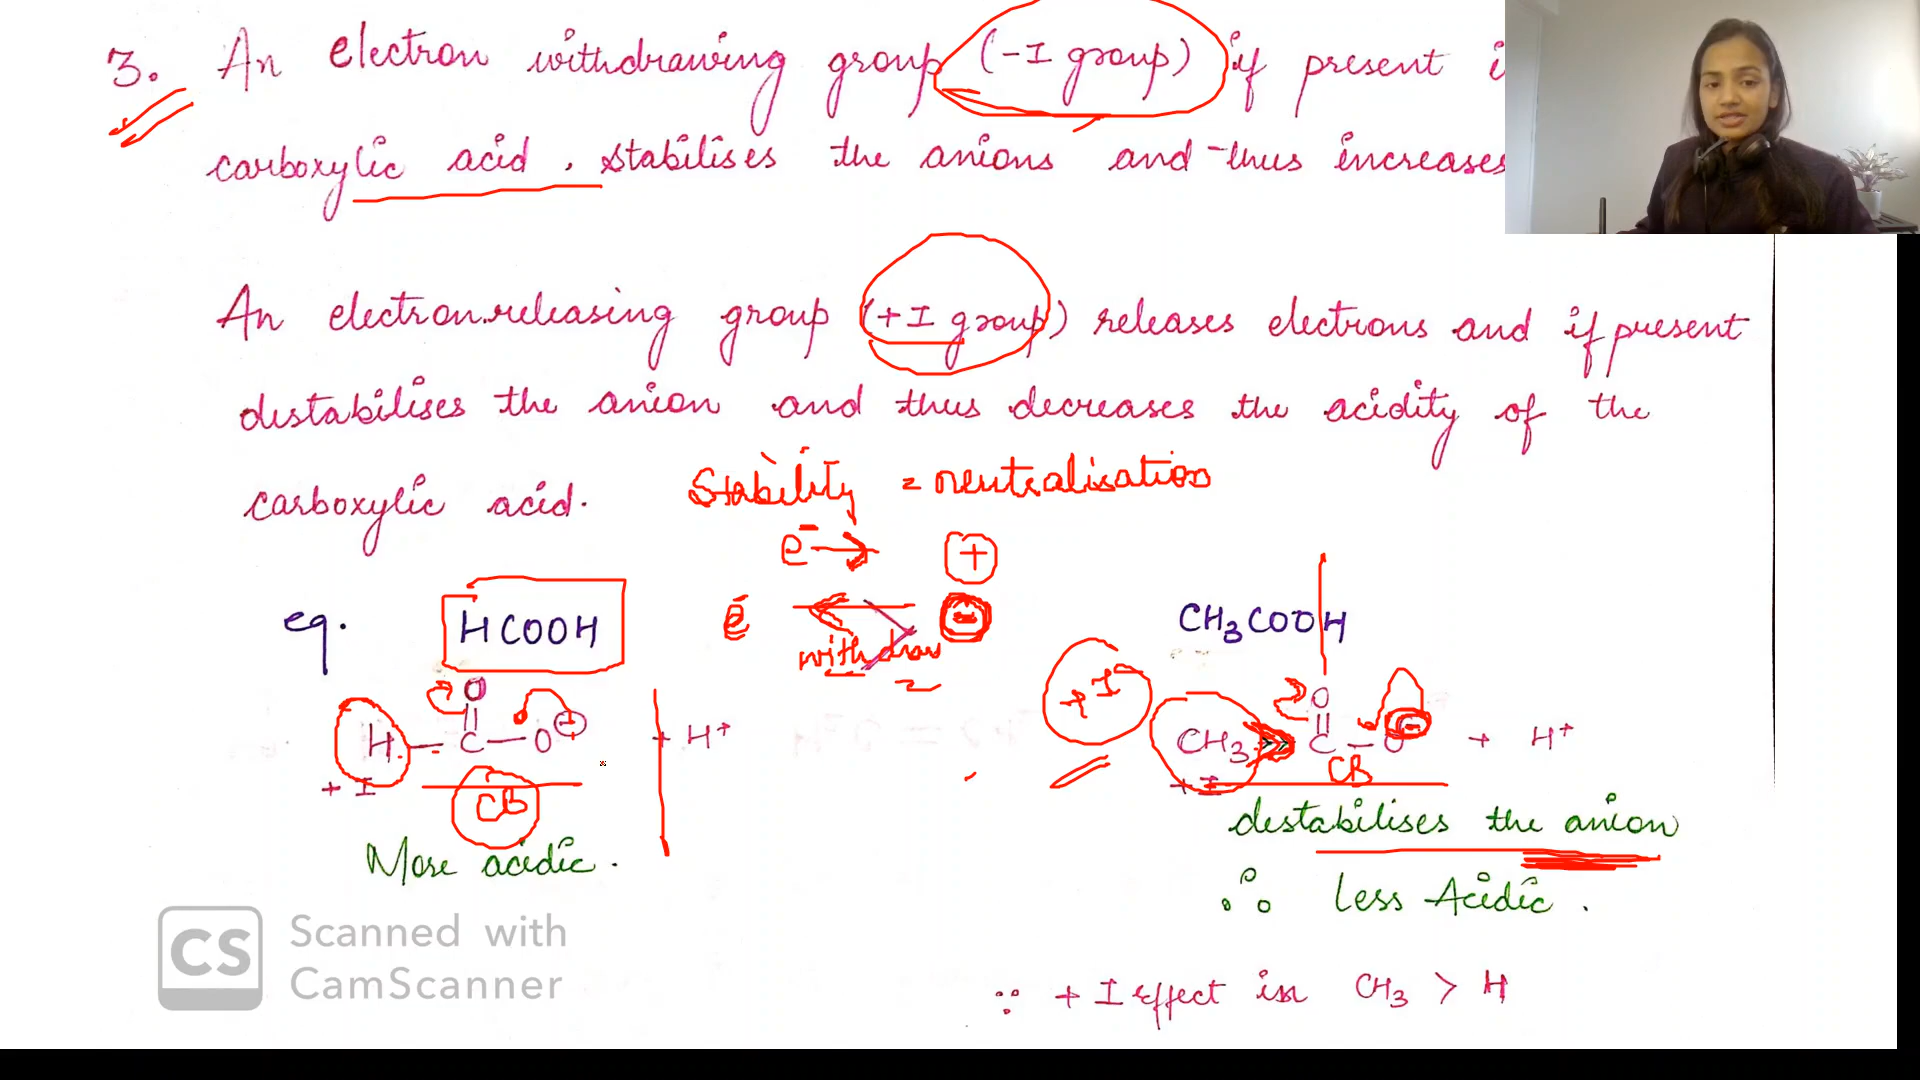 3. An electron withdrawing group (-I group) if present i
carboxylic acid, stabilises the anions and thus increases
An electron releasing group (+I group) releases electrons and if present
destabilises the anion and thus decreases the acidity of the
carboxylic acid.
Stability = neutralisation
e⁻ → +
e⁻ ← −
withdraw
eg. HCOOH
CH₃COOH
+I
O
O
H — C — O⁻ + H⁺
CH₃ >> C — O⁻ + H⁺
+I
CB
+I
CB
More acidic.
destabilises the anion
∴ Less Acidic.
∵ +I effect in CH₃ > H
CS Scanned with
CamScanner